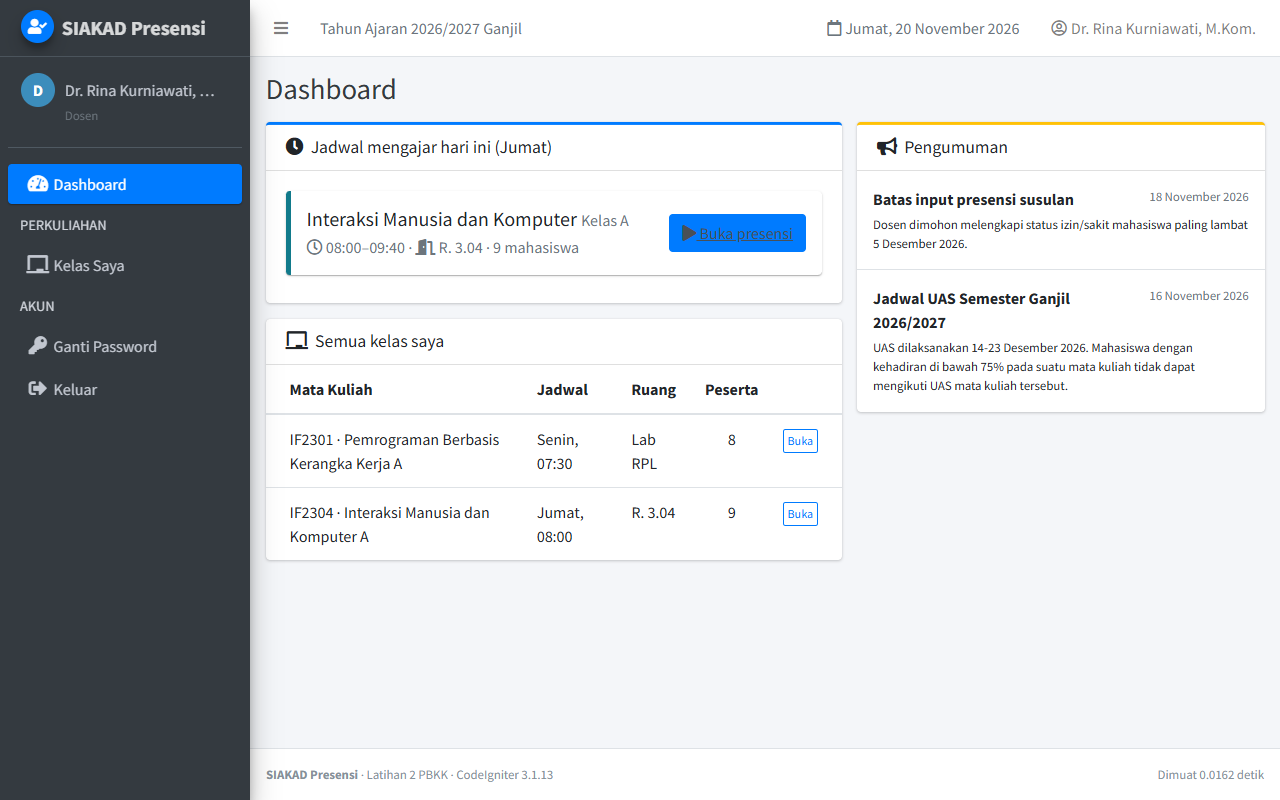 SIAKAD Presensi
Tahun Ajaran 2026/2027 Ganjil
Jumat, 20 November 2026
Dr. Rina Kurniawati, M.Kom.
D
Dr. Rina Kurniawati, ...
Dosen
Dashboard
PERKULIAHAN
Kelas Saya
AKUN
Ganti Password
Keluar
Dashboard
Jadwal mengajar hari ini (Jumat)
Interaksi Manusia dan Komputer Kelas A
08:00–09:40 · R. 3.04 · 9 mahasiswa
Buka presensi
Semua kelas saya
Mata Kuliah Jadwal Ruang Peserta
IF2301 · Pemrograman Berbasis Senin, Lab 8 Buka
Kerangka Kerja A 07:30 RPL
IF2304 · Interaksi Manusia dan Jumat, R. 3.04 9 Buka
Komputer A 08:00
Pengumuman
Batas input presensi susulan 18 November 2026
Dosen dimohon melengkapi status izin/sakit mahasiswa paling lambat
5 Desember 2026.
Jadwal UAS Semester Ganjil 16 November 2026
2026/2027
UAS dilaksanakan 14-23 Desember 2026. Mahasiswa dengan
kehadiran di bawah 75% pada suatu mata kuliah tidak dapat
mengikuti UAS mata kuliah tersebut.
SIAKAD Presensi · Latihan 2 PBKK · CodeIgniter 3.1.13
Dimuat 0.0162 detik